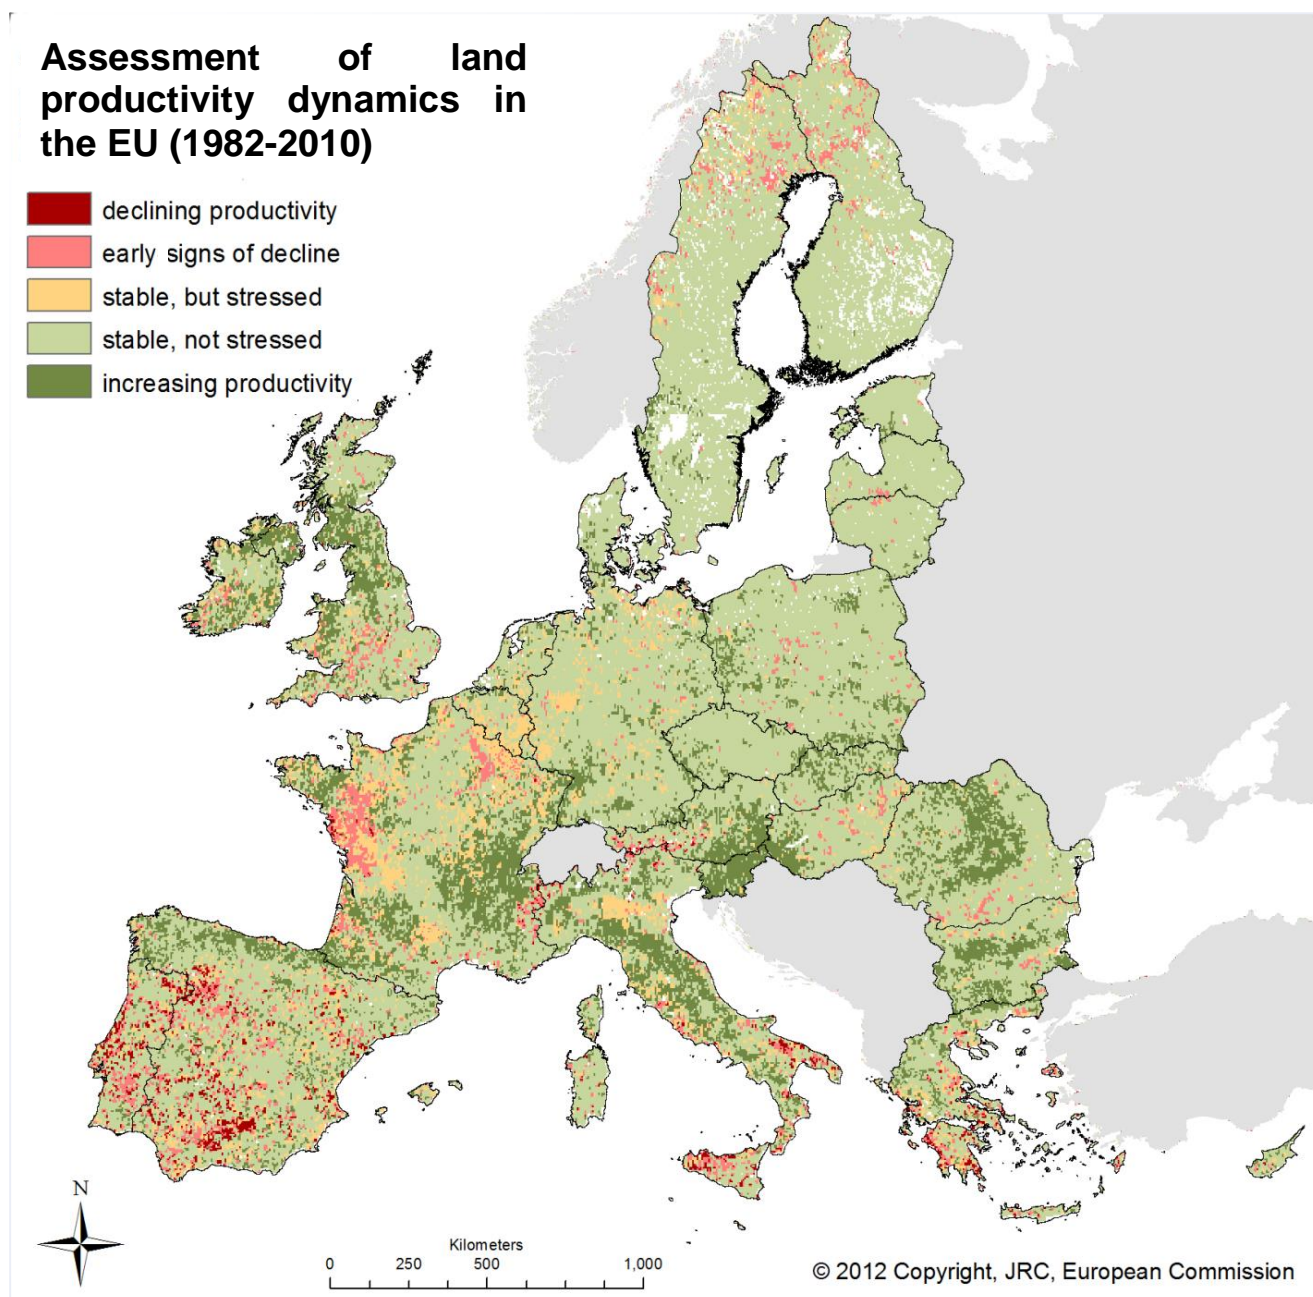 Assessment of land
productivity dynamics in
the EU (1982-2010)
declining productivity
early signs of decline
stable, but stressed
stable, not stressed
increasing productivity
N
Kilometers
0 250 500 1,000
© 2012 Copyright, JRC, European Commission